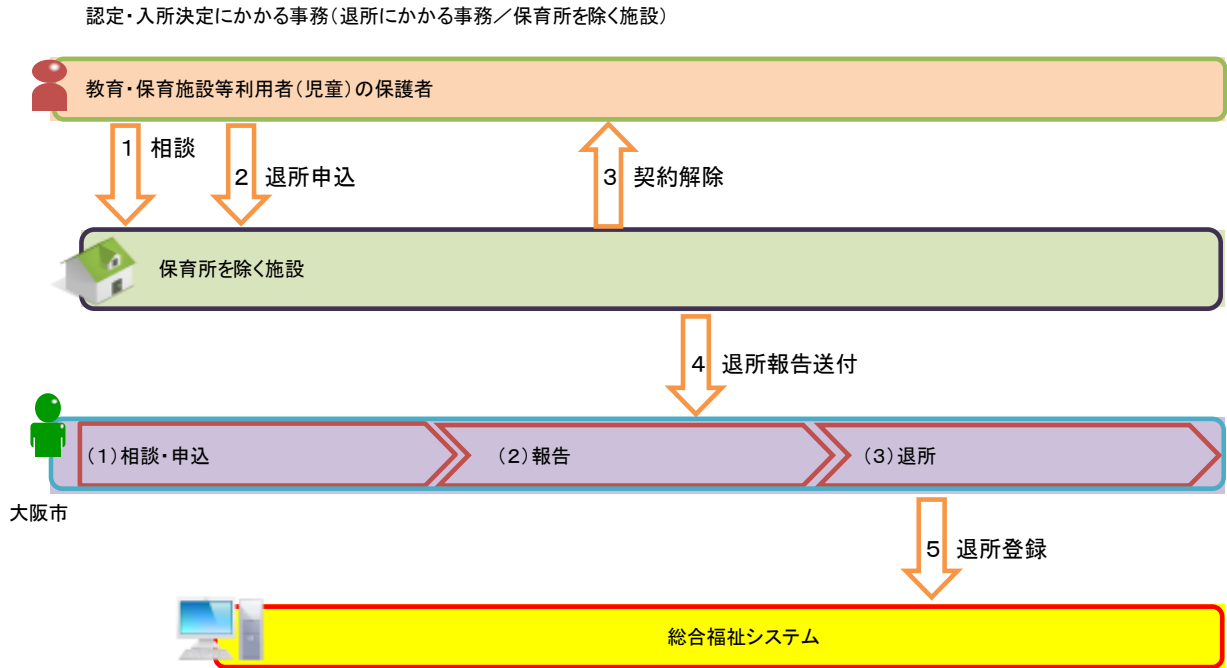 認定・入所決定にかかる事務(退所にかかる事務/保育所を除く施設)
教育・保育施設等利用者(児童)の保護者
1 相談
2 退所申込
3 契約解除
保育所を除く施設
4 退所報告送付
(1)相談・申込
(2)報告
(3)退所
大阪市
5 退所登録
総合福祉システム